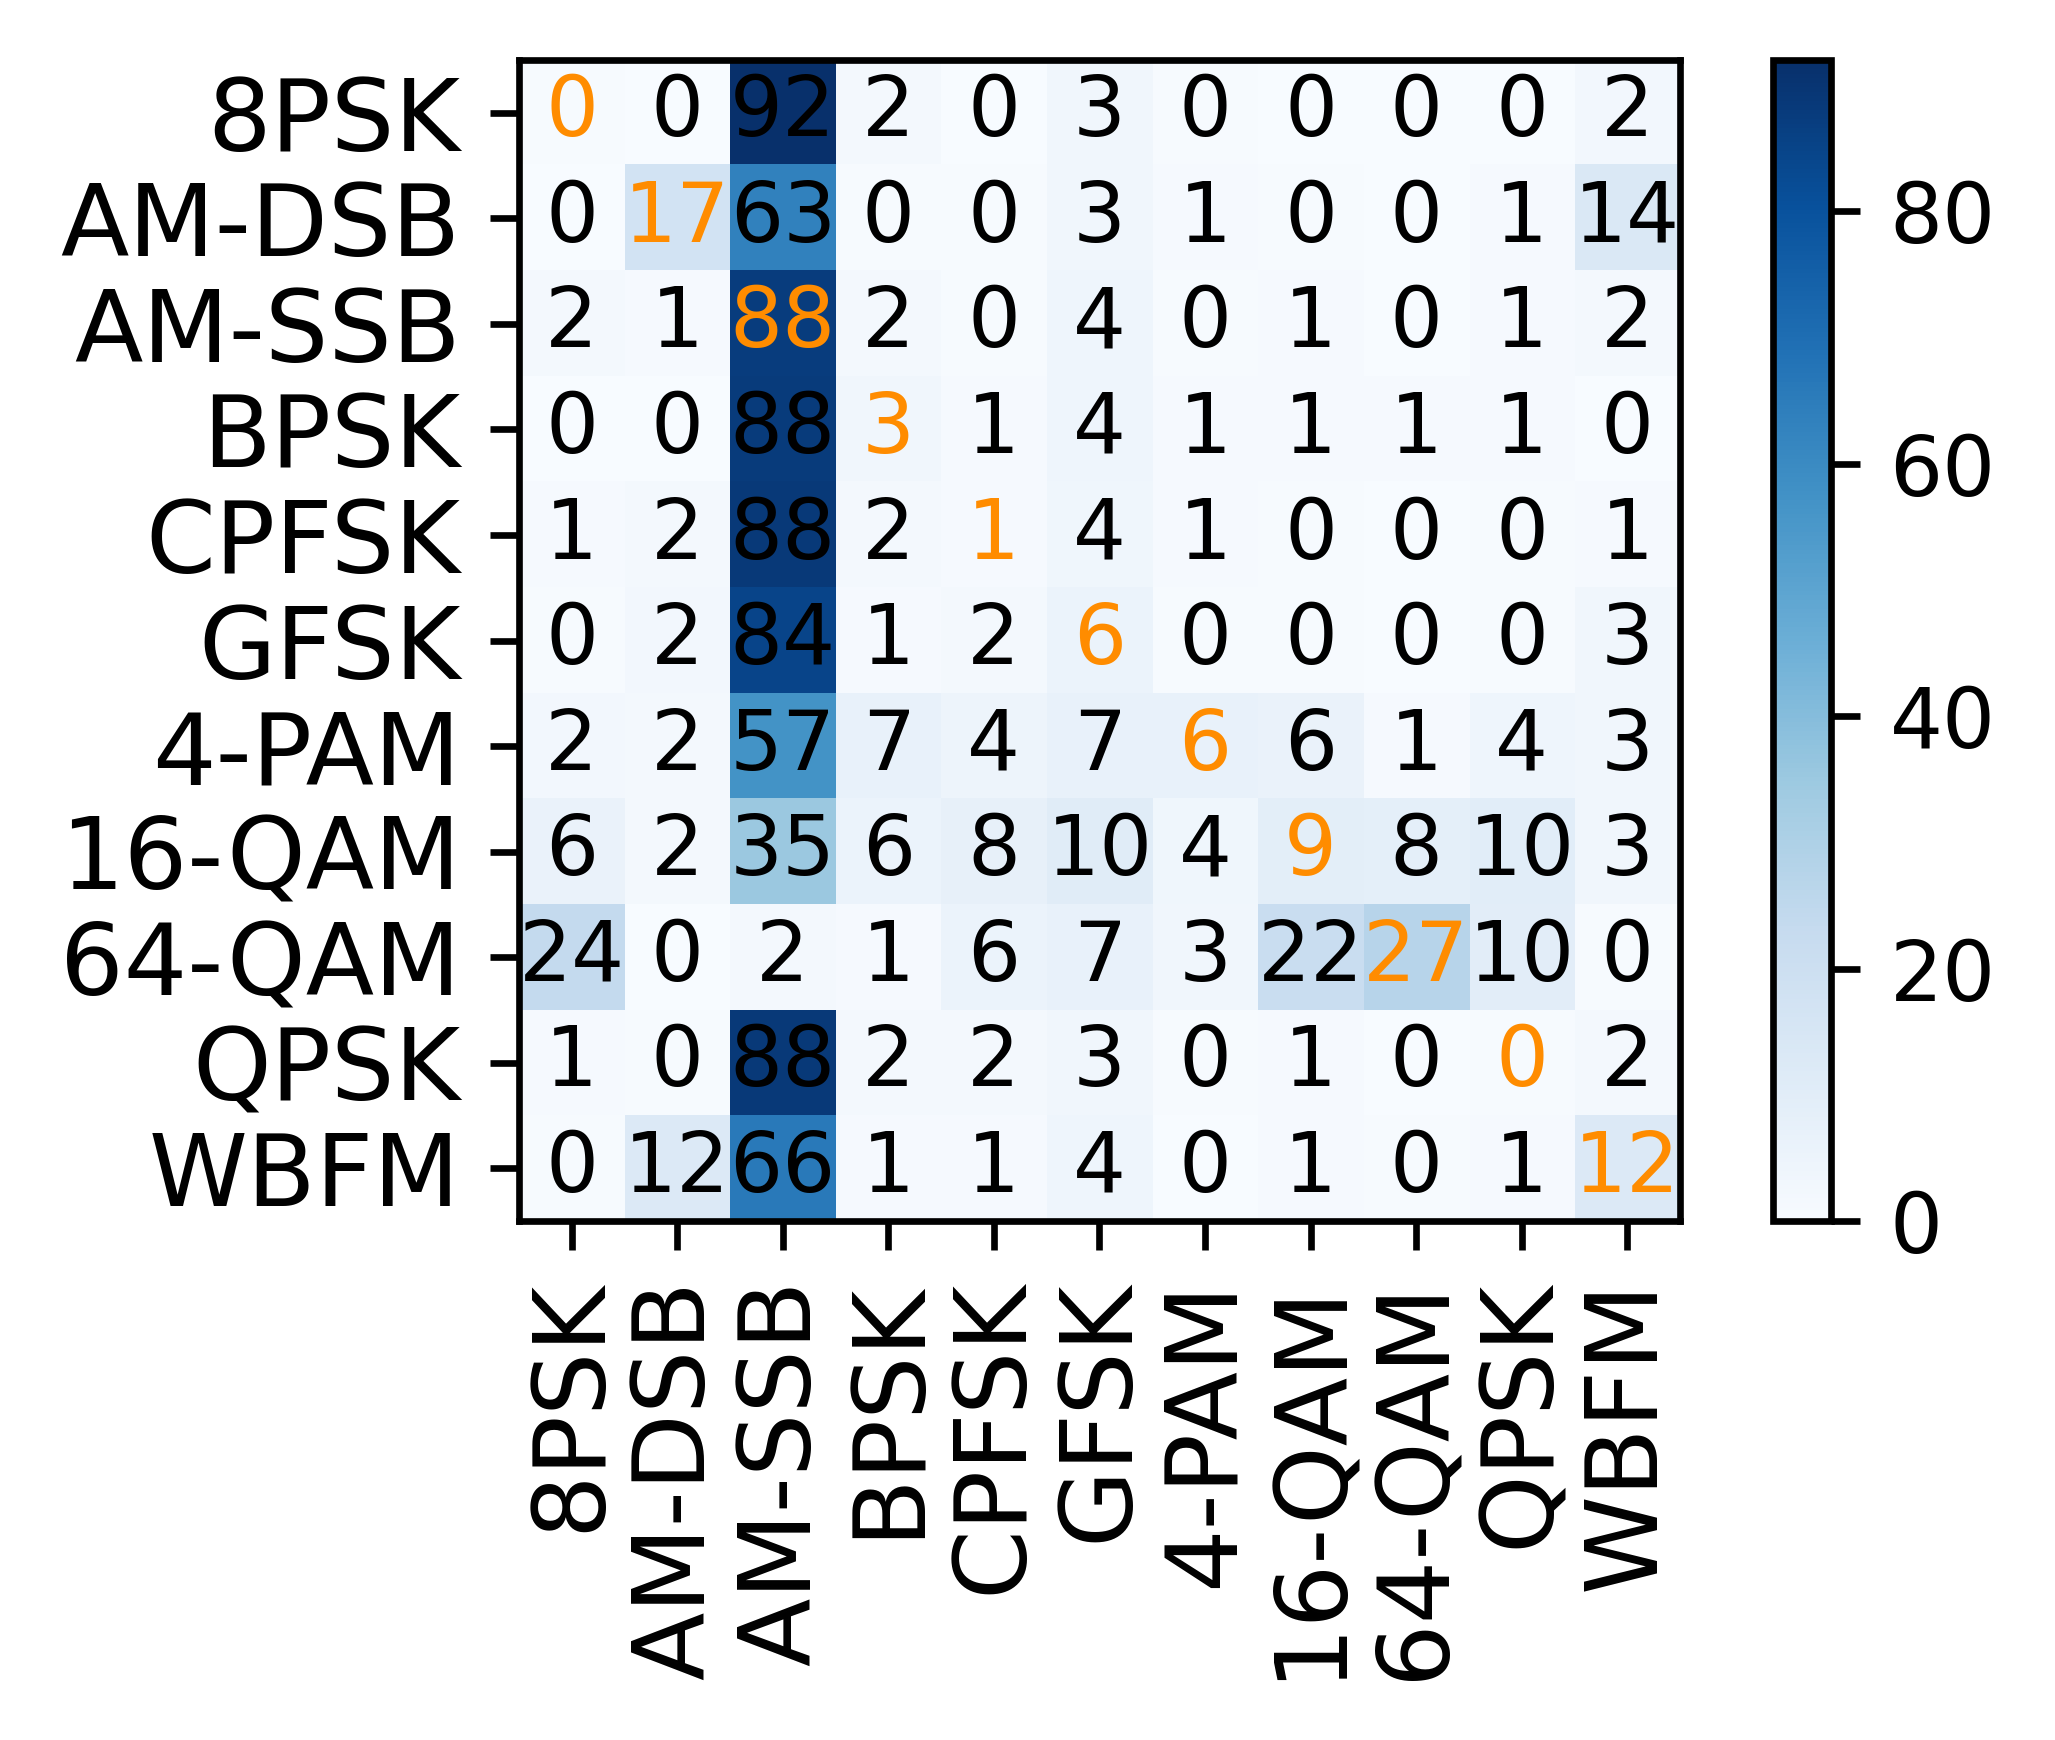 8PSK 0 0 92 2 0 3 0 0 0 0 2
AM-DSB 0 17 63 0 0 3 1 0 0 1 14
AM-SSB 2 1 88 2 0 4 0 1 0 1 2
BPSK 0 0 88 3 1 4 1 1 1 1 0
CPFSK 1 2 88 2 1 4 1 0 0 0 1
GFSK 0 2 84 1 2 6 0 0 0 0 3
4-PAM 2 2 57 7 4 7 6 6 1 4 3
16-QAM 6 2 35 6 8 10 4 9 8 10 3
64-QAM 24 0 2 1 6 7 3 22 27 10 0
QPSK 1 0 88 2 2 3 0 1 0 0 2
WBFM 0 12 66 1 1 4 0 1 0 1 12
8PSK
AM-DSB
AM-SSB
BPSK
CPFSK
GFSK
4-PAM
16-QAM
64-QAM
QPSK
WBFM
80
60
40
20
0